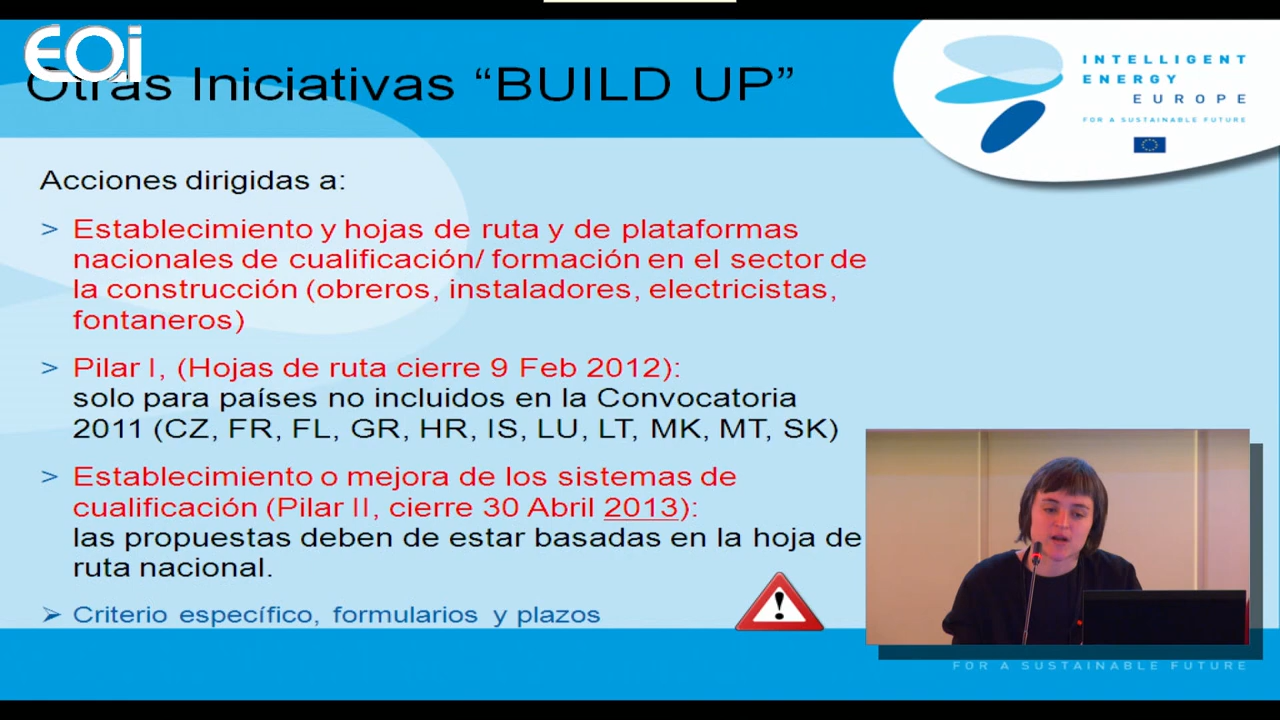 EOi
Otras Iniciativas “BUILD UP”
INTELLIGENT
ENERGY
EUROPE
FOR A SUSTAINABLE FUTURE
Acciones dirigidas a:
> Establecimiento y hojas de ruta y de plataformas
nacionales de cualificación/ formación en el sector de
la construcción (obreros, instaladores, electricistas,
fontaneros)
> Pilar I, (Hojas de ruta cierre 9 Feb 2012):
solo para países no incluidos en la Convocatoria
2011 (CZ, FR, FL, GR, HR, IS, LU, LT, MK, MT, SK)
> Establecimiento o mejora de los sistemas de
cualificación (Pilar II, cierre 30 Abril 2013):
las propuestas deben de estar basadas en la hoja de
ruta nacional.
➢ Criterio específico, formularios y plazos
!
FOR A SUSTAINABLE FUTURE